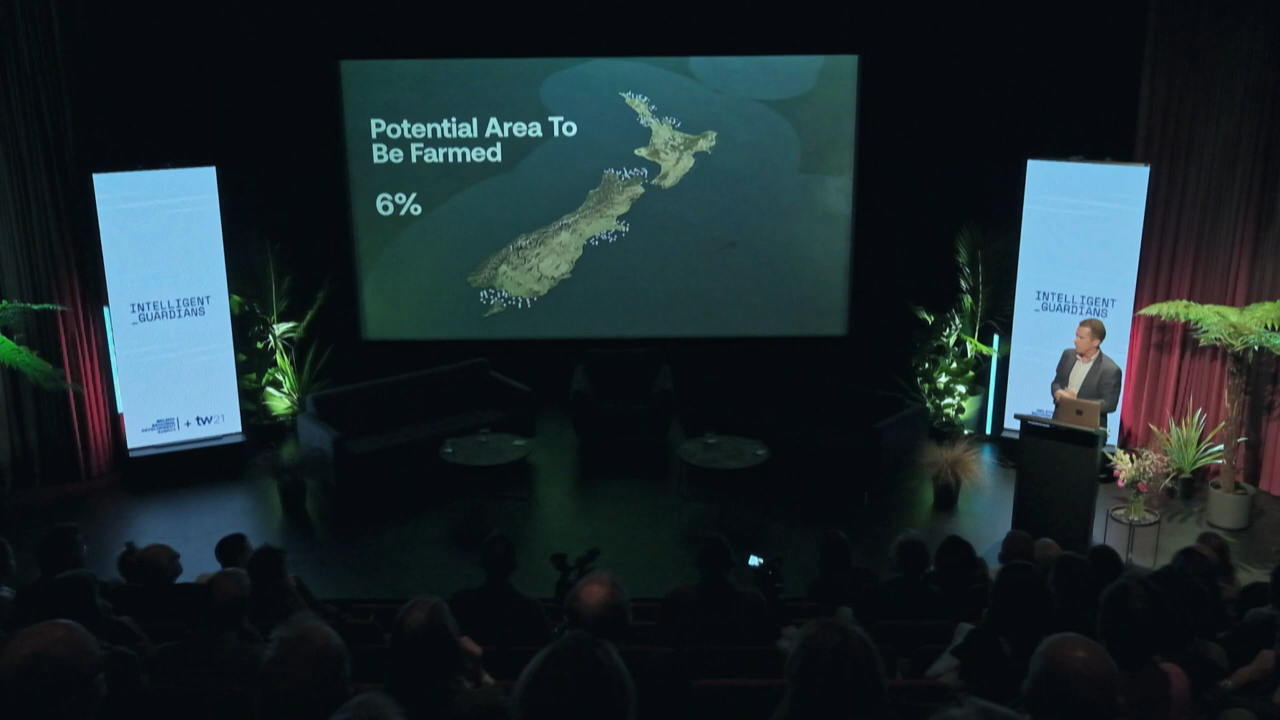 Potential Area To
Be Farmed
6%
INTELLIGENT
_GUARDIANS
+ tw21
INTELLIGENT
_GUARDIANS